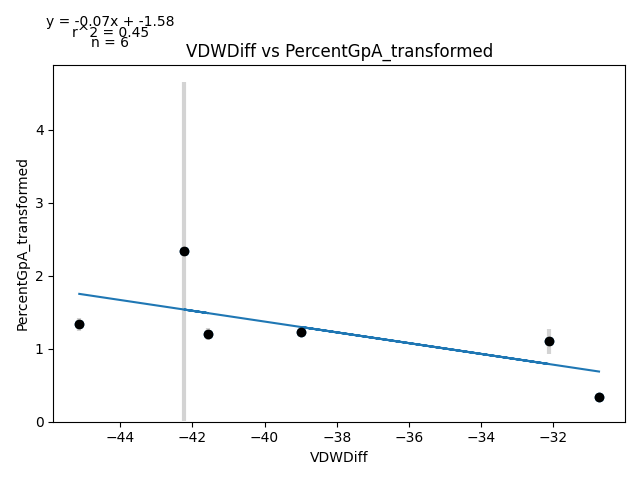 y = -0.07x + -1.58
r^2 = 0.45
n = 6
VDWDiff vs PercentGpA_transformed
PercentGpA_transformed
4
3
2
1
0
−44
−42
−40
−38
−36
−34
−32
VDWDiff